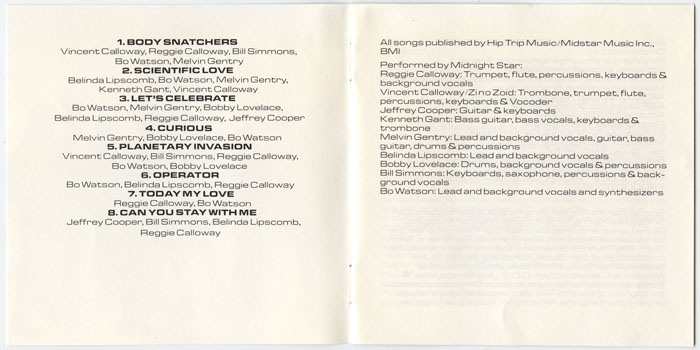 1. BODY SNATCHERS
Vincent Calloway, Reggie Calloway, Bill Simmons,
Bo Watson, Melvin Gentry
2. SCIENTIFIC LOVE
Belinda Lipscomb, Bo Watson, Melvin Gentry,
Kenneth Gant, Vincent Calloway
3. LET'S CELEBRATE
Bo Watson, Melvin Gentry, Bobby Lovelace,
Belinda Lipscomb, Reggie Calloway, Jeffrey Cooper
4. CURIOUS
Melvin Gentry, Bobby Lovelace, Bo Watson
5. PLANETARY INVASION
Vincent Calloway, Bill Simmons, Reggie Calloway,
Bo Watson, Bobby Lovelace
6. OPERATOR
Bo Watson, Belinda Lipscomb, Reggie Calloway
7. TODAY MY LOVE
Reggie Calloway, Bo Watson
8. CAN YOU STAY WITH ME
Jeffrey Cooper, Bill Simmons, Belinda Lipscomb,
Reggie Calloway
All songs published by Hip Trip Music/Midstar Music Inc.,
BMI
Performed by Midnight Star:
Reggie Calloway: Trumpet, flute, percussions, keyboards &
background vocals
Vincent Calloway/Zino Zoid: Trombone, trumpet, flute,
percussions, keyboards & Vocoder
Jeffrey Cooper: Guitar & keyboards
Kenneth Gant: Bass guitar, bass vocals, keyboards &
trombone
Melvin Gentry: Lead and background vocals, guitar, bass
guitar, drums & percussions
Belinda Lipscomb: Lead and background vocals
Bobby Lovelace: Drums, background vocals & percussions
Bill Simmons: Keyboards, saxophone, percussions & back-
ground vocals
Bo Watson: Lead and background vocals and synthesizers